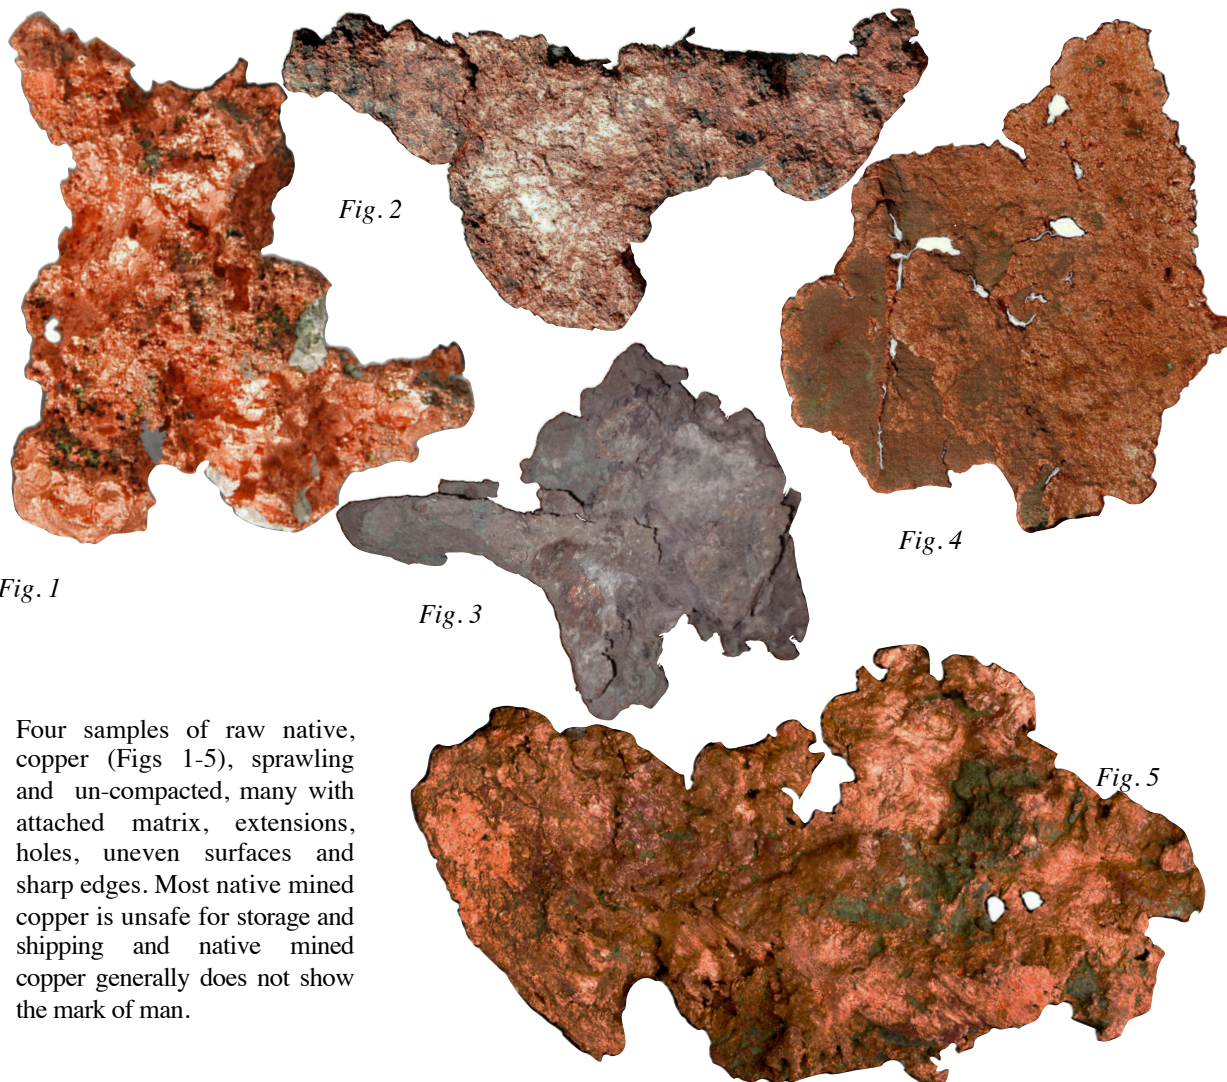 Fig. 2
Fig. 4
Fig. 1
Fig. 3
Four samples of raw native,
copper (Figs 1-5), sprawling
and un-compacted, many with
attached matrix, extensions,
holes, uneven surfaces and
sharp edges. Most native mined
copper is unsafe for storage and
shipping and native mined
copper generally does not show
the mark of man.
Fig. 5